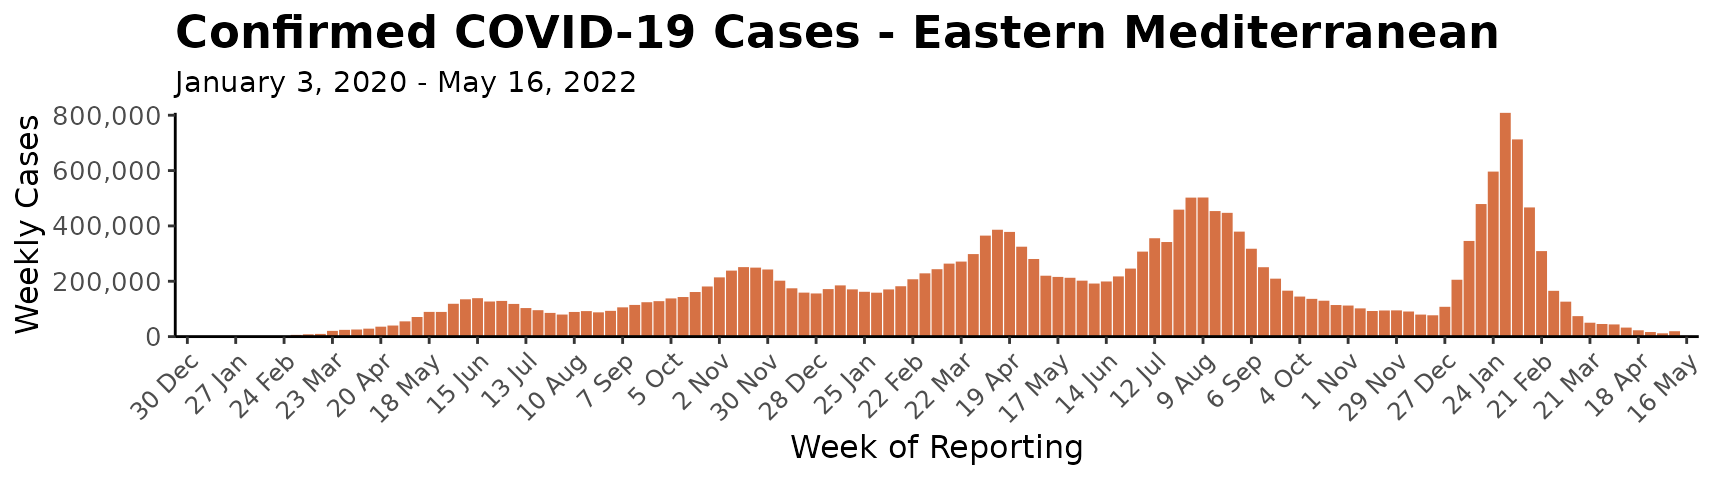 Confirmed COVID-19 Cases - Eastern Mediterranean
January 3, 2020 - May 16, 2022
Weekly Cases
800,000
600,000
400,000
200,000
0
30 Dec
27 Jan
24 Feb
23 Mar
20 Apr
18 May
15 Jun
13 Jul
10 Aug
7 Sep
5 Oct
2 Nov
30 Nov
28 Dec
25 Jan
22 Feb
22 Mar
19 Apr
17 May
14 Jun
12 Jul
9 Aug
6 Sep
4 Oct
1 Nov
29 Nov
27 Dec
24 Jan
21 Feb
21 Mar
18 Apr
16 May
Week of Reporting